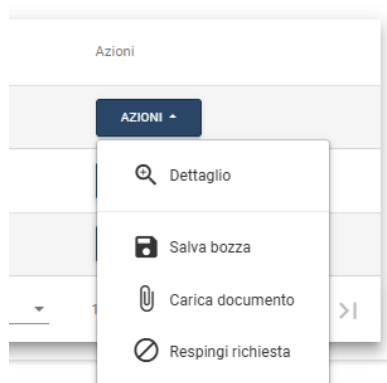 Azioni
AZIONI
Dettaglio
Salva bozza
Carica documento
Respingi richiesta